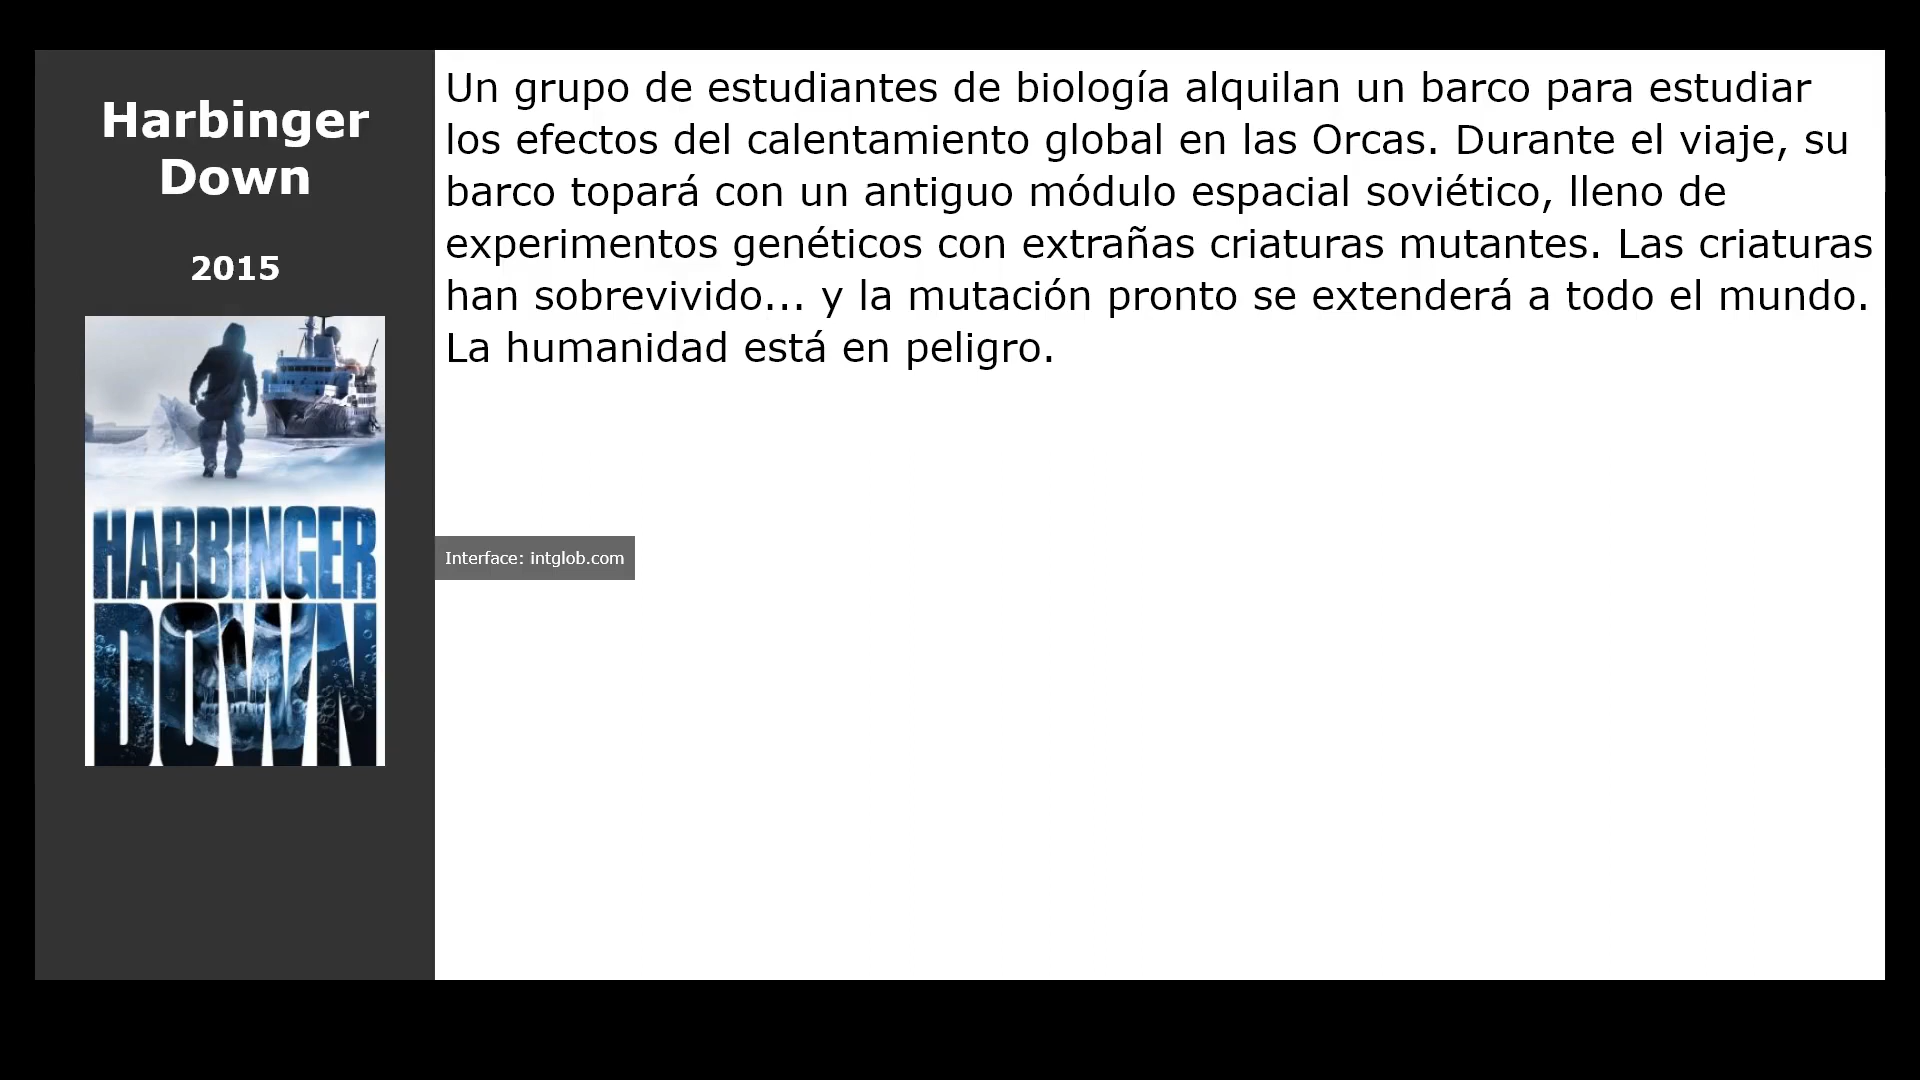 Harbinger
Down
2015
HARBINGER
DOWN
Un grupo de estudiantes de biología alquilan un barco para estudiar
los efectos del calentamiento global en las Orcas. Durante el viaje, su
barco topará con un antiguo módulo espacial soviético, lleno de
experimentos genéticos con extrañas criaturas mutantes. Las criaturas
han sobrevivido... y la mutación pronto se extenderá a todo el mundo.
La humanidad está en peligro.
Interface: intglob.com